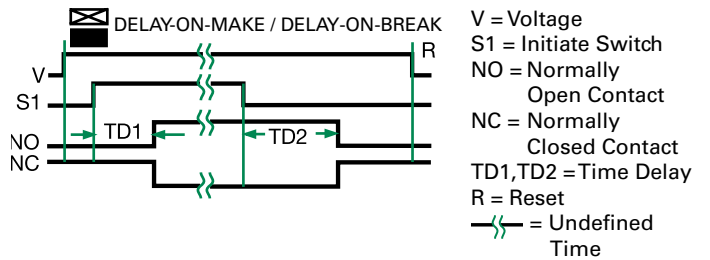 DELAY-ON-MAKE / DELAY-ON-BREAK
R
V
S1
TD1
TD2
NO
NC
V = Voltage
S1 = Initiate Switch
NO = Normally
Open Contact
NC = Normally
Closed Contact
TD1,TD2 = Time Delay
R = Reset
= Undefined
Time